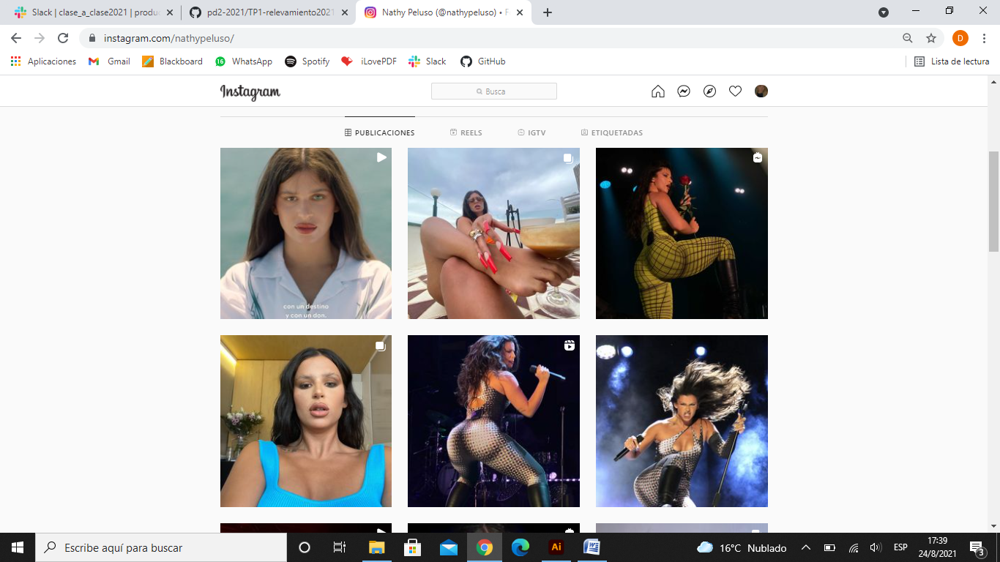 Slack | clase_a_clase2021 | produc
pd2-2021/TP1-relevamiento2021
Nathy Peluso (@nathypeluso) • F
instagram.com/nathypeluso/
D
Aplicaciones
Gmail
Blackboard
16
WhatsApp
Spotify
iLovePDF
Slack
GitHub
Lista de lectura
Instagram
Busca
PUBLICACIONES
REELS
IGTV
ETIQUETADAS
con un destino
y con un don.
Escribe aquí para buscar
Ai
W
16°C Nublado
ESP
17:39
24/8/2021
3